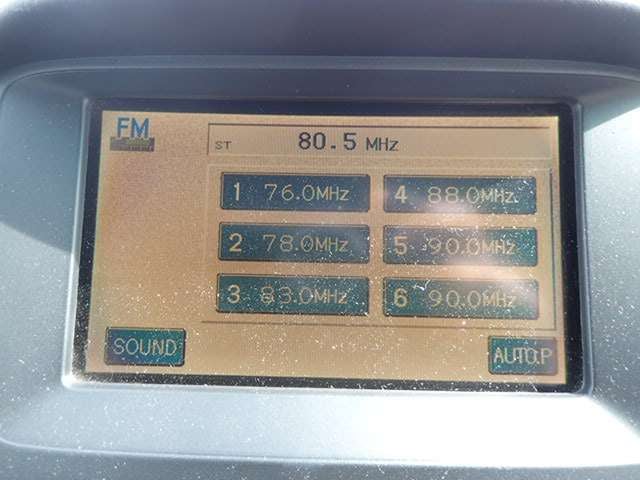 FM
ST 80.5 MHz
1 76.0MHz 4 88.0MHz
2 78.0MHz 5 90.0MHz
3 83.0MHz 6 90.0MHz
SOUND AUTO.P